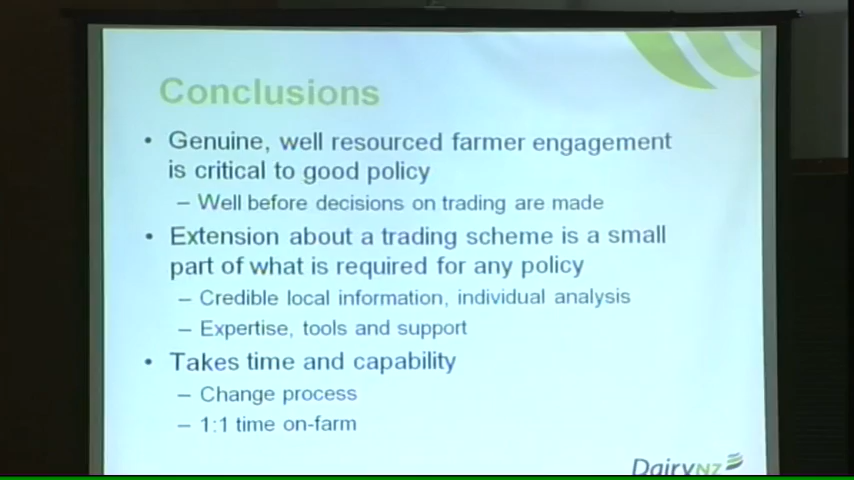 Conclusions
• Genuine, well resourced farmer engagement
is critical to good policy
– Well before decisions on trading are made
• Extension about a trading scheme is a small
part of what is required for any policy
– Credible local information, individual analysis
– Expertise, tools and support
• Takes time and capability
– Change process
– 1:1 time on-farm
DairyNZ